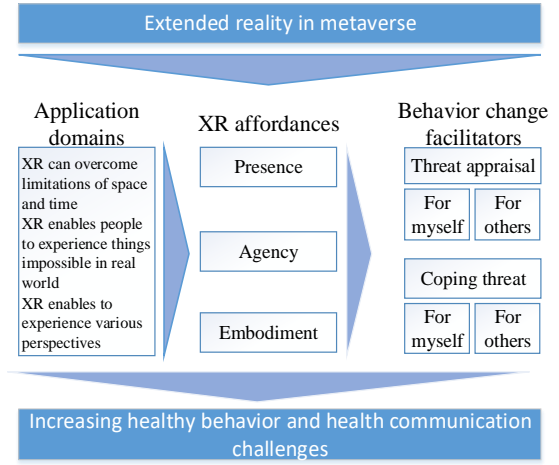 Extended reality in metaverse
Application
domains
XR can overcome
limitations of space
and time
XR enables people
to experience things
impossible in real
world
XR enables to
experience various
perspectives
XR affordances
Presence
Agency
Embodiment
Behavior change
facilitators
Threat appraisal
For
myself
For
others
Coping threat
For
myself
For
others
Increasing healthy behavior and health communication
challenges